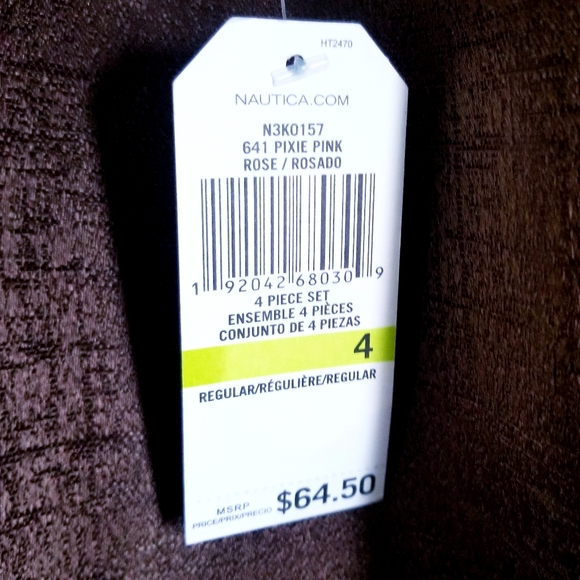 HT2470
NAUTICA.COM
N3K0157
641 PIXIE PINK
ROSE / ROSADO
1 92042 68030 9
4 PIECE SET
ENSEMBLE 4 PIÈCES
CONJUNTO DE 4 PIEZAS
4
REGULAR/RÉGULIÈRE/REGULAR
MSRP
PRICE/PRIX/PRECIO $64.50